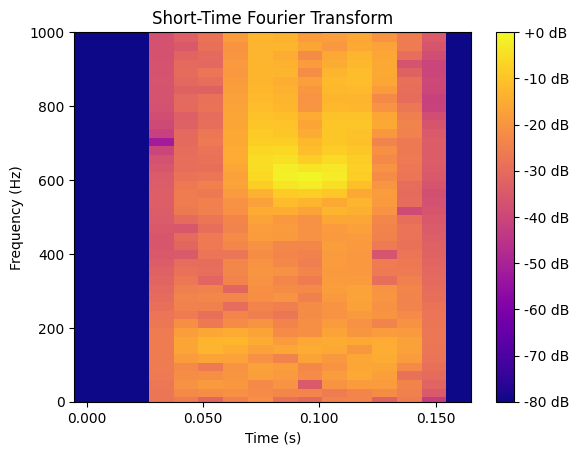 Short-Time Fourier Transform
Frequency (Hz)
1000
800
600
400
200
0
0.000
0.050
0.100
0.150
Time (s)
+0 dB
-10 dB
-20 dB
-30 dB
-40 dB
-50 dB
-60 dB
-70 dB
-80 dB